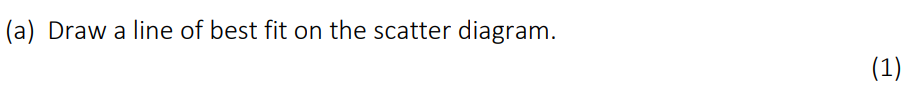 (a) Draw a line of best fit on the scatter diagram.
(1)